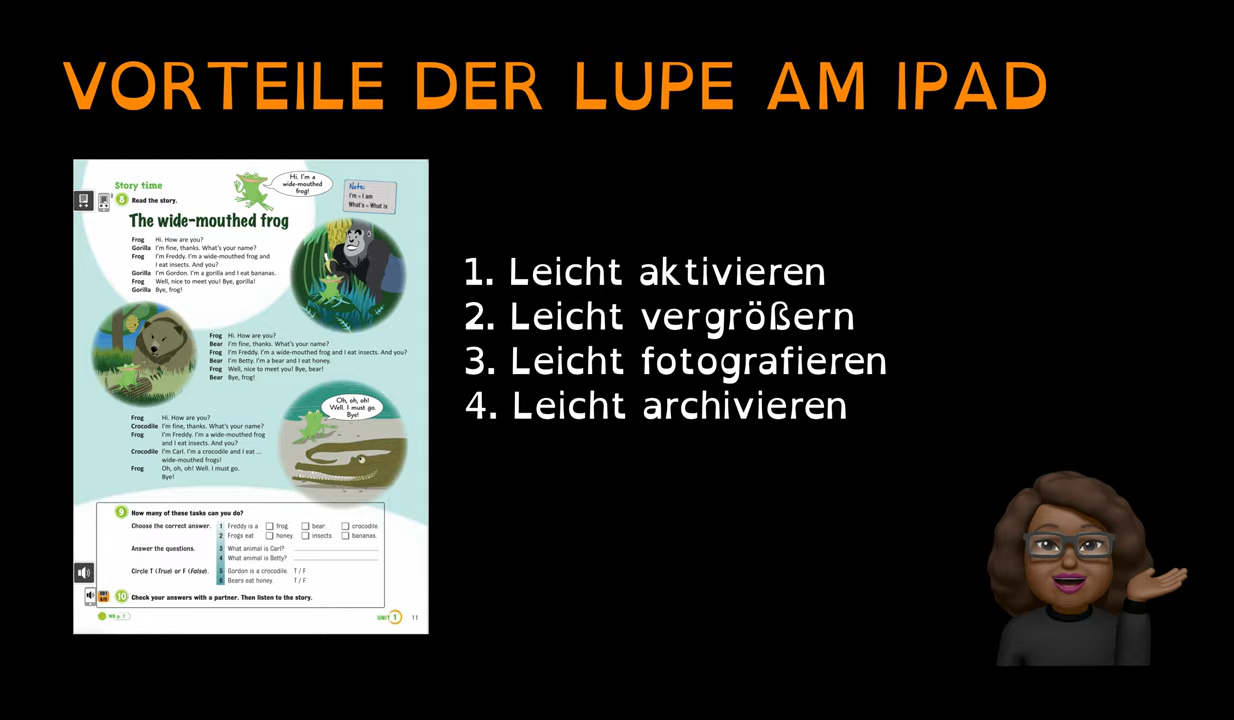 VORTEILE DER LUPE AM IPAD
Story time
8 Read the story.
Hi. I'm a
wide-mouthed
frog!
Note:
I'm = I am
What's = What is
The wide-mouthed frog
Frog Hi. How are you?
Gorilla I'm fine, thanks. What's your name?
Frog I'm Freddy. I'm a wide-mouthed frog and
I eat insects. And you?
Gorilla I'm Gordon. I'm a gorilla and I eat bananas.
Frog Well, nice to meet you! Bye, gorilla!
Gorilla Bye, frog!
Frog Hi. How are you?
Bear I'm fine, thanks. What's your name?
Frog I'm Freddy. I'm a wide-mouthed frog and I eat insects. And you?
Bear I'm Betty. I'm a bear and I eat honey.
Frog Well, nice to meet you! Bye, bear!
Bear Bye, frog!
Oh, oh, oh!
Well. I must go.
Bye!
Frog Hi. How are you?
Crocodile I'm fine, thanks. What's your name?
Frog I'm Freddy. I'm a wide-mouthed frog
and I eat insects. And you?
Crocodile I'm Carl. I'm a crocodile and I eat ...
wide-mouthed frogs!
Frog Oh, oh, oh! Well. I must go.
Bye!
9 How many of these tasks can you do?
Choose the correct answer. 1 Freddy is a frog. bear. crocodile.
2 Frogs eat honey. insects. bananas.
Answer the questions. 3 What animal is Carl?
4 What animal is Betty?
Circle T (True) or F (False). 5 Gordon is a crocodile. T / F
6 Bears eat honey. T / F
10 Check your answers with a partner. Then listen to the story.
WB p. 7
UNIT 1 11
1. Leicht aktivieren
2. Leicht vergrößern
3. Leicht fotografieren
4. Leicht archivieren